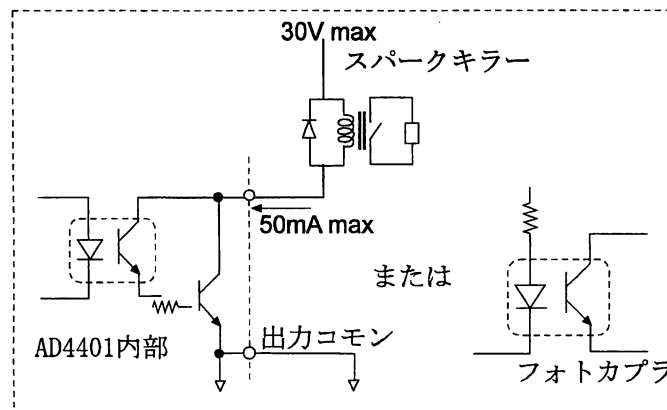 30V max
スパークキラー
50mA max
または
AD4401内部
出力コモン
フォトカプラ